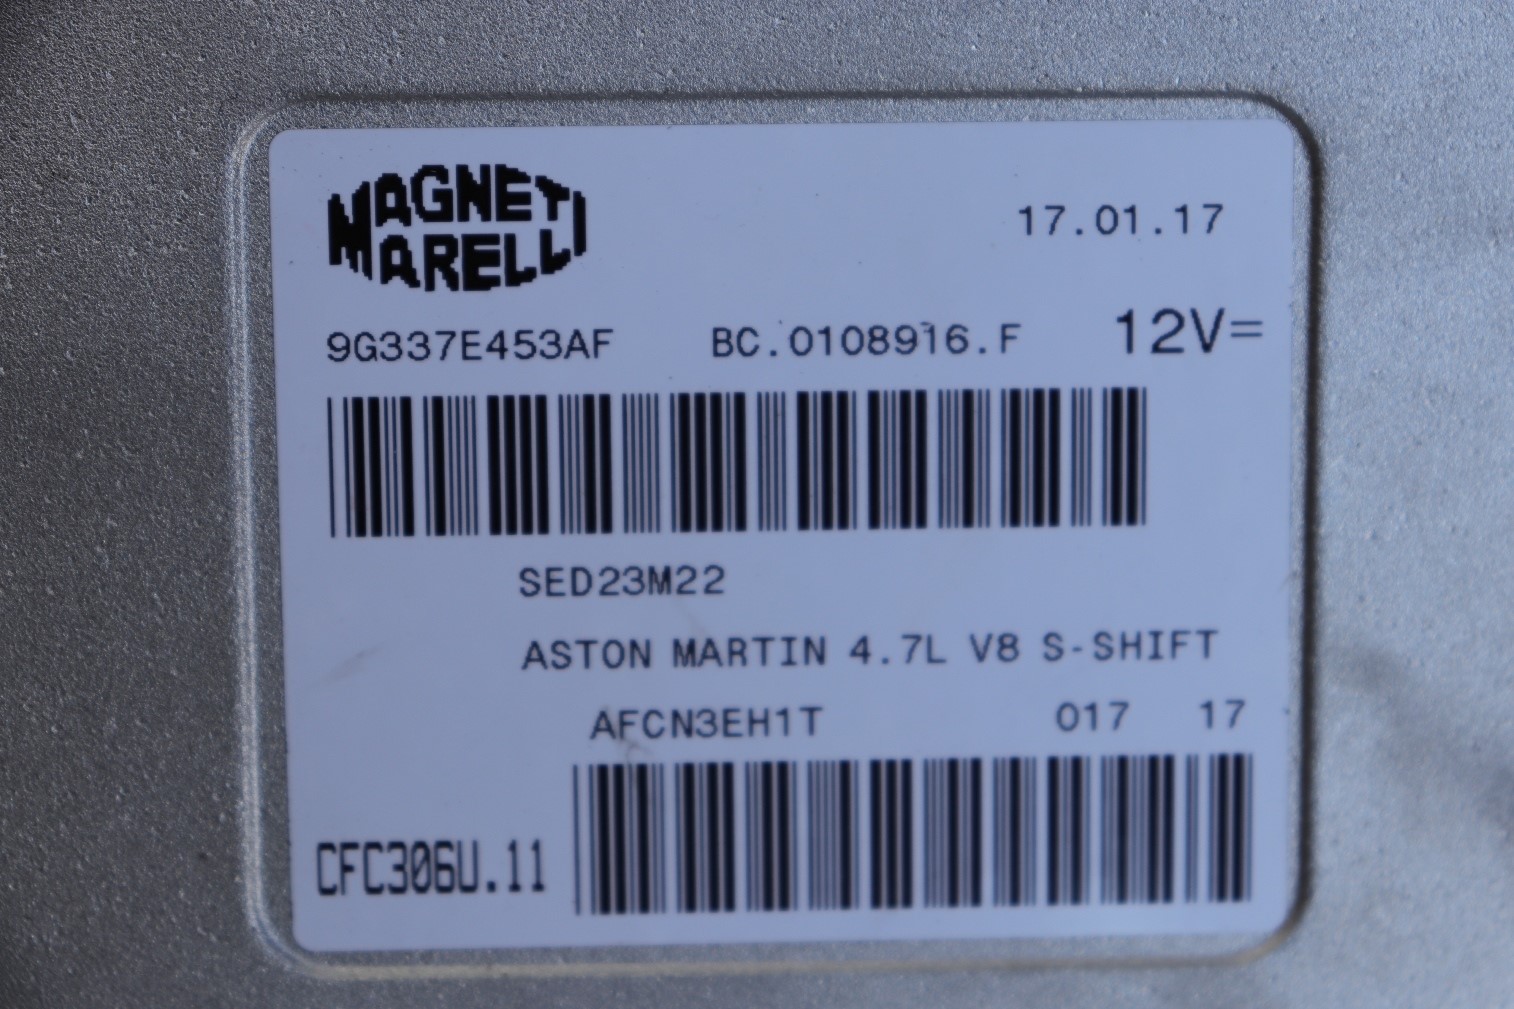 MAGNETI
MARELLI
17.01.17
9G337E453AF BC.0108916.F 12V=
SED23M22
ASTON MARTIN 4.7L V8 S-SHIFT
AFCN3EH1T 017 17
CFC306U.11